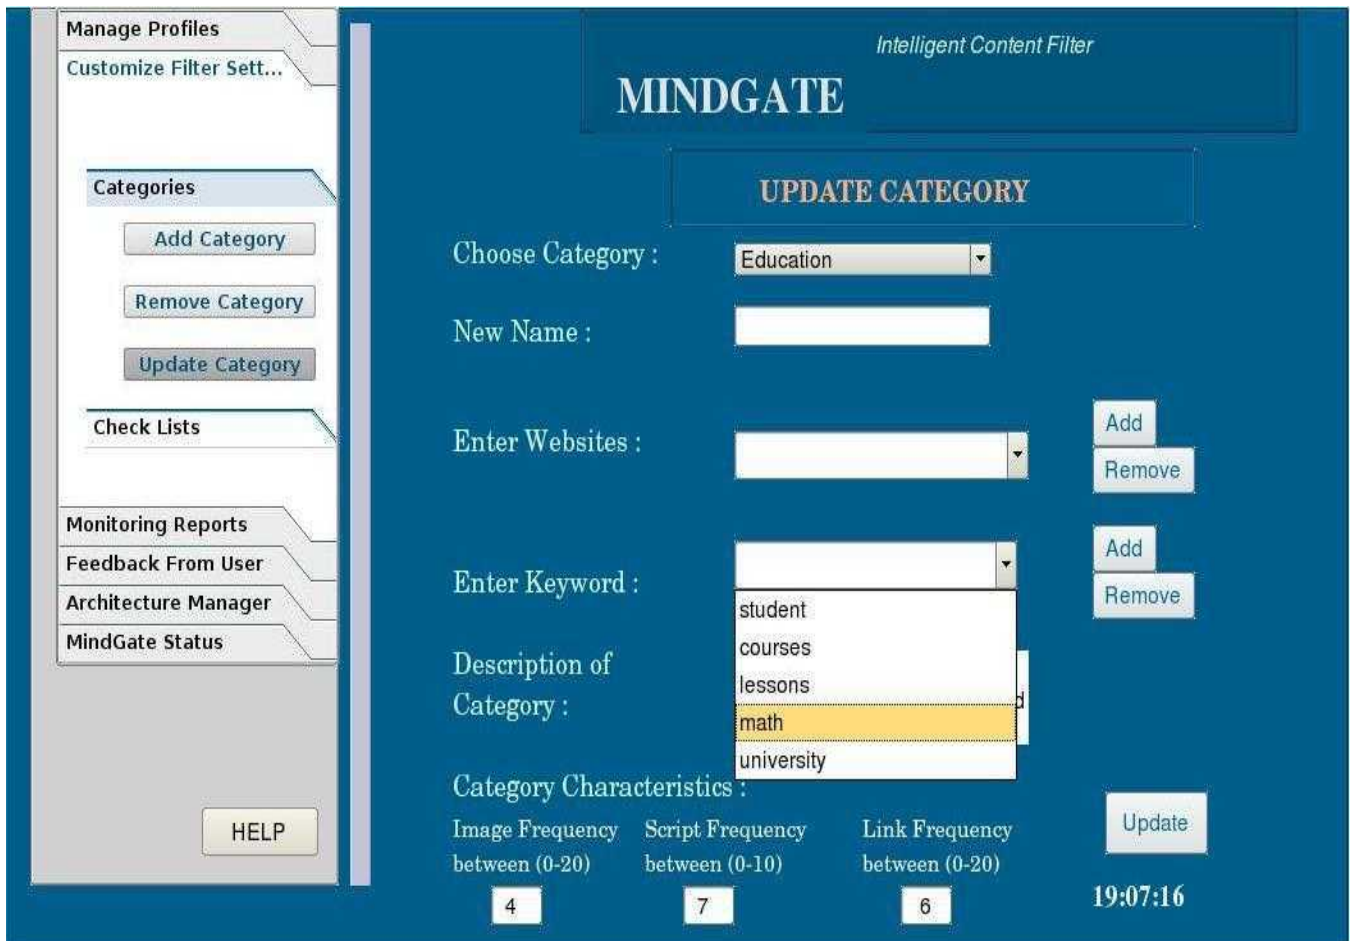 Manage Profiles
Customize Filter Sett...
Categories
Add Category
Remove Category
Update Category
Check Lists
Monitoring Reports
Feedback From User
Architecture Manager
MindGate Status
HELP
Intelligent Content Filter
MINDGATE
UPDATE CATEGORY
Choose Category :
Education
New Name :
Enter Websites :
Add
Remove
Enter Keyword :
Add
Remove
student
courses
lessons
math
university
Description of
Category :
Category Characteristics :
Image Frequency
between (0-20)
4
Script Frequency
between (0-10)
7
Link Frequency
between (0-20)
6
Update
19:07:16